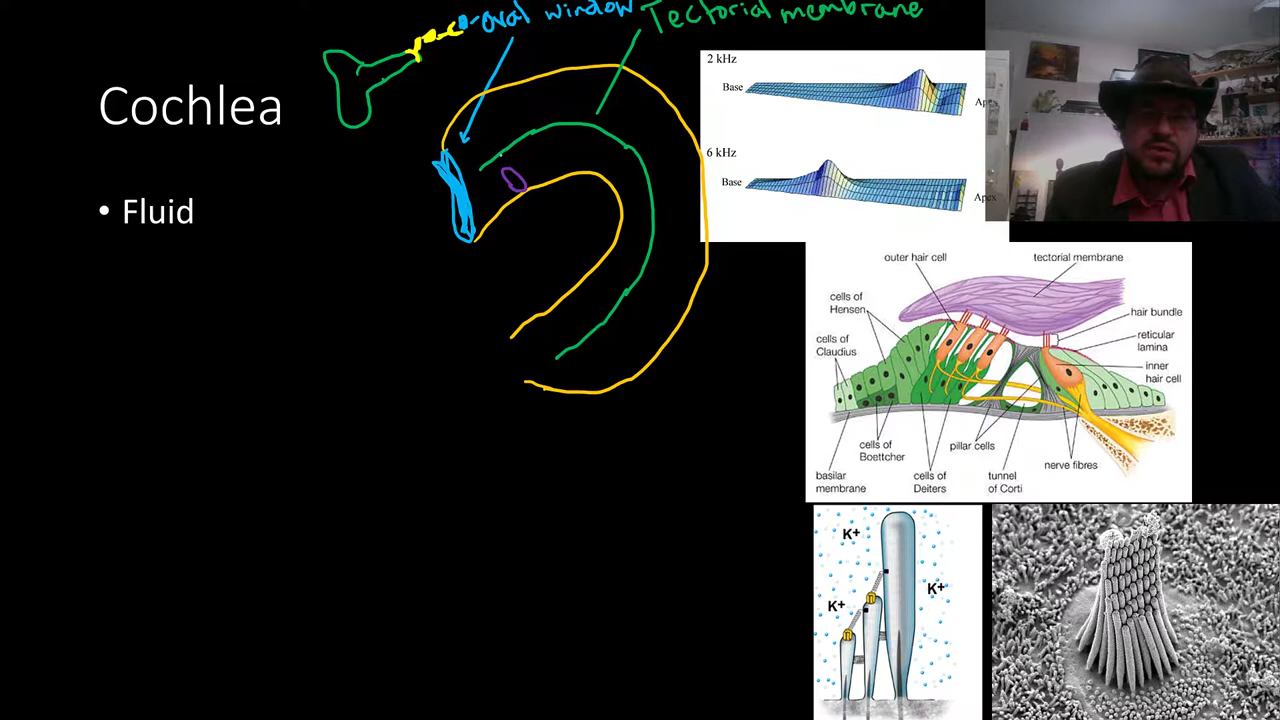 -oval window
Tectorial membrane
Cochlea
• Fluid
2 kHz
Base
Apex
6 kHz
Base
Apex
outer hair cell
tectorial membrane
cells of
Hensen
hair bundle
cells of
Claudius
reticular
lamina
inner
hair cell
cells of
Boettcher
pillar cells
nerve fibres
basilar
membrane
cells of
Deiters
tunnel
of Corti
K+
K+
K+